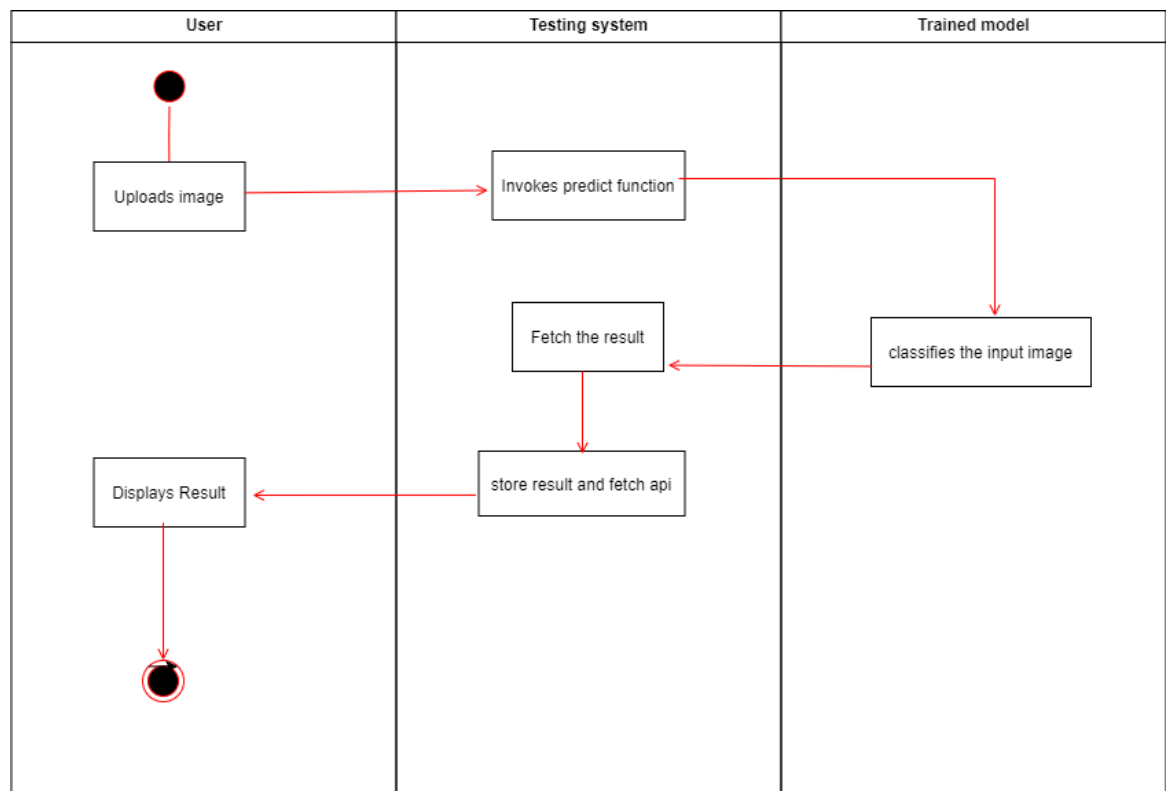 User
Testing system
Trained model
Uploads image
Invokes predict function
Fetch the result
classifies the input image
Displays Result
store result and fetch api